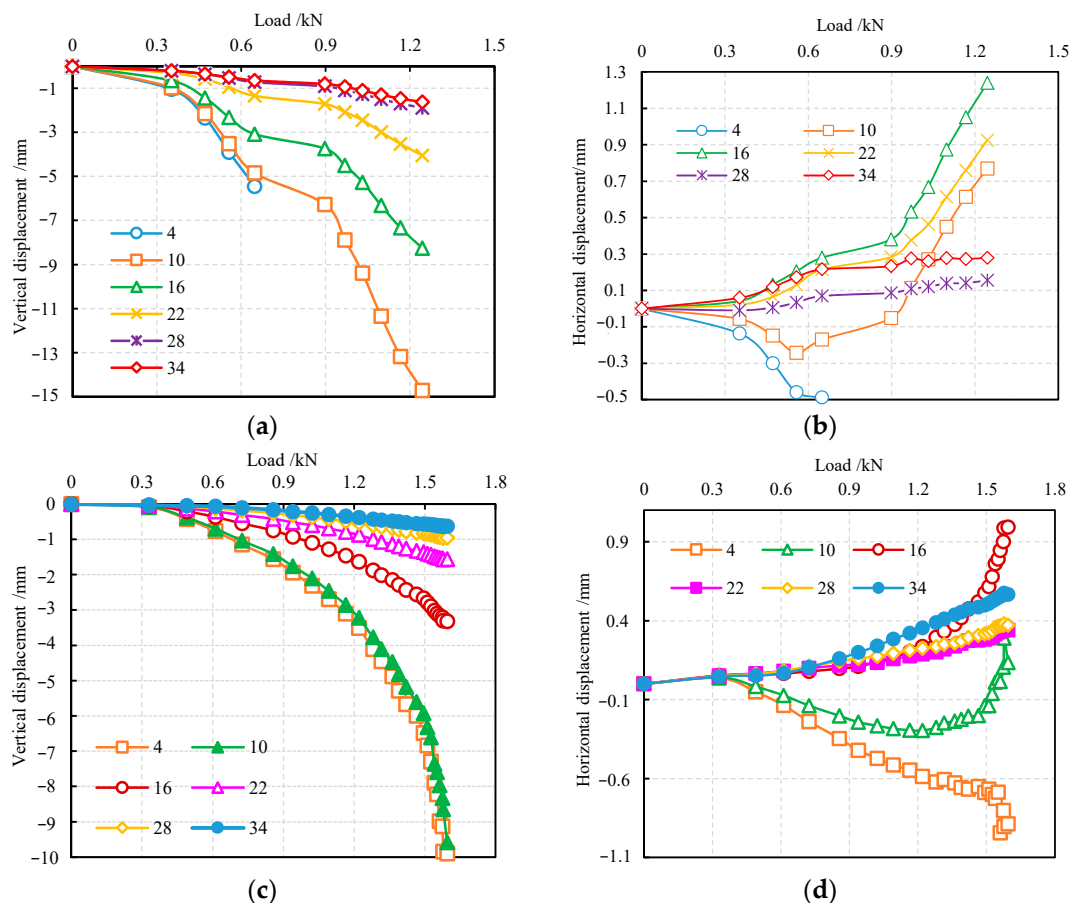 Load /kN
0 0.3 0.6 0.9 1.2 1.5
Vertical displacement /mm
−1
−3
−5
−7
−9
−11
−13
−15
4
10
16
22
28
34
(a)
Load /kN
0 0.3 0.6 0.9 1.2 1.5
Horizontal displacement/mm
1.3
1.1
0.9
0.7
0.5
0.3
0.1
−0.1
−0.3
−0.5
4 10
16 22
28 34
(b)
Load /kN
0 0.3 0.6 0.9 1.2 1.5 1.8
Vertical displacement /mm
0
−1
−2
−3
−4
−5
−6
−7
−8
−9
−10
4 10
16 22
28 34
(c)
Load /kN
0 0.3 0.6 0.9 1.2 1.5 1.8
Horizontal displacement /mm
0.9
0.4
−0.1
−0.6
−1.1
4 10 16
22 28 34
(d)